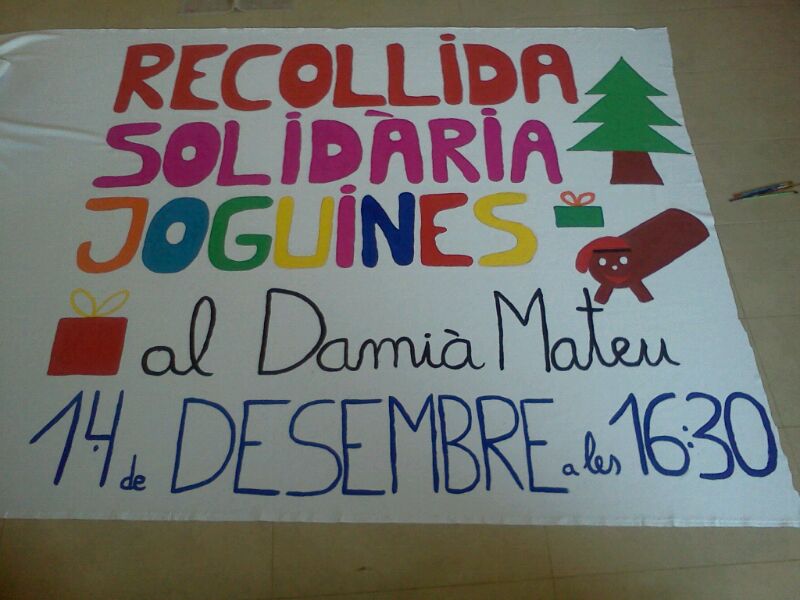 RECOLLIDA
SOLIDÀRIA
JOGUINES
al Damià Mateu
14 de DESEMBRE a les 16:30